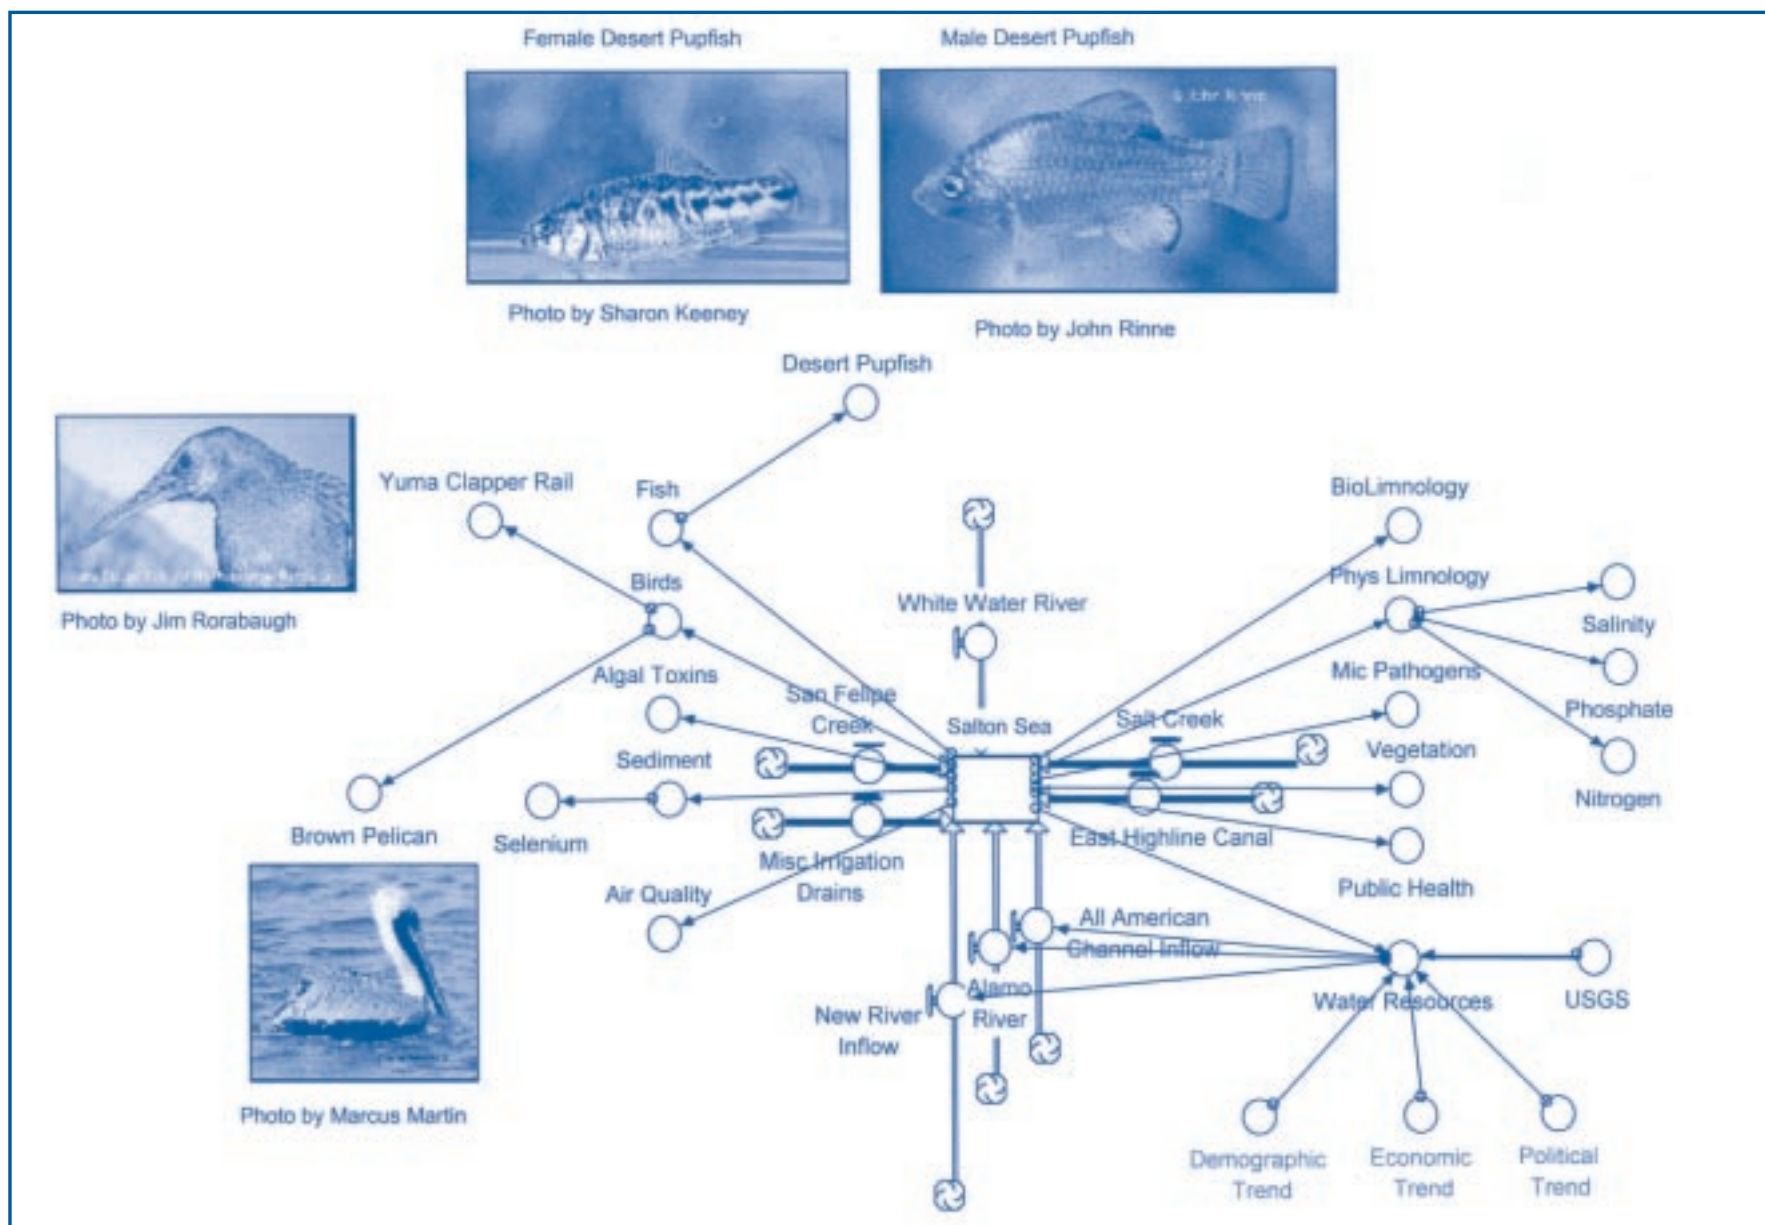 Female Desert Pupfish
Male Desert Pupfish
© John Rinne
Photo by Sharon Keeney
Photo by John Rinne
Desert Pupfish
Yuma Clapper Rail
Fish
BioLimnology
Birds
White Water River
Phys Limnology
Photo by Jim Rorabaugh
Salinity
Algal Toxins
San Felipe
Creek
Salton Sea
Salt Creek
Mic Pathogens
Phosphate
Sediment
Vegetation
Nitrogen
Brown Pelican
Selenium
Misc Irrigation
Drains
East Highline Canal
Public Health
Air Quality
All American
Channel Inflow
Alamo
River
New River
Inflow
Water Resources
USGS
Photo by Marcus Martin
Demographic
Trend
Economic
Trend
Political
Trend